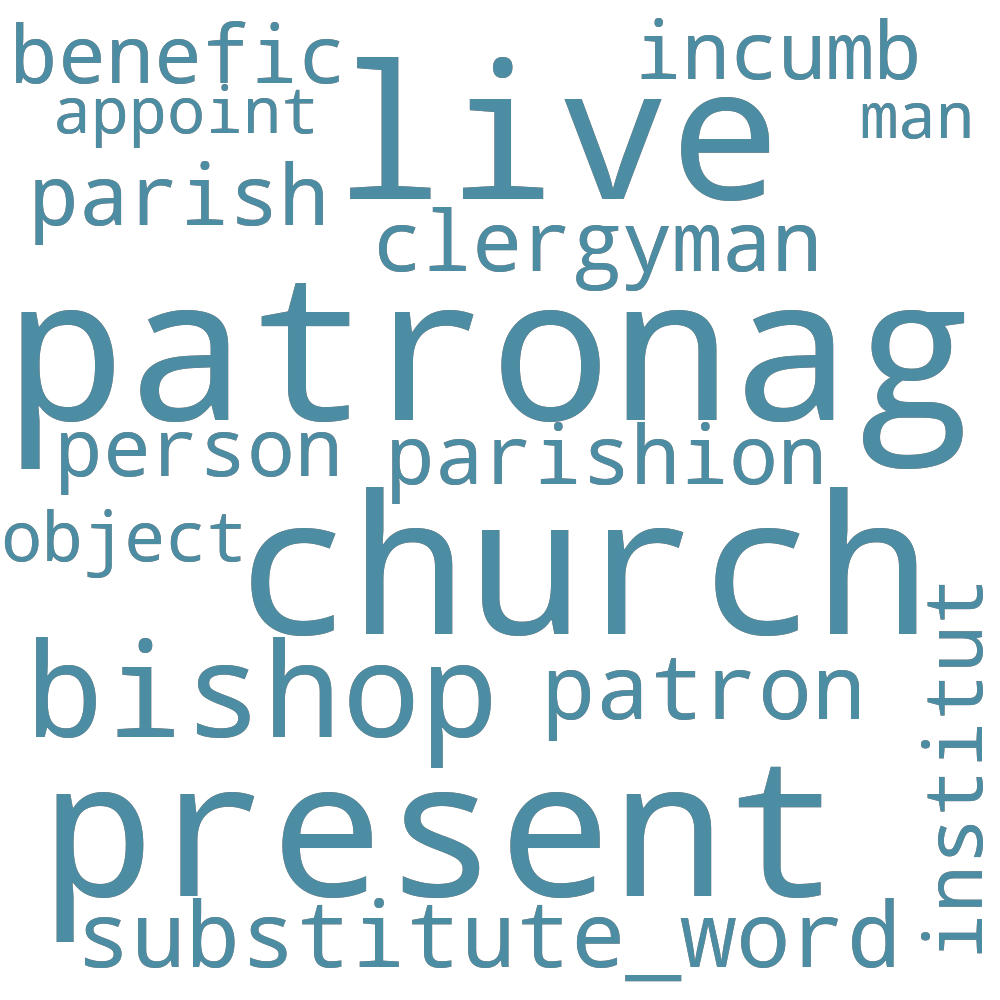 benefic
incumb
live
appoint
man
parish
clergyman
patronag
person
parishion
object
church
institut
bishop
patron
present
substitute_word